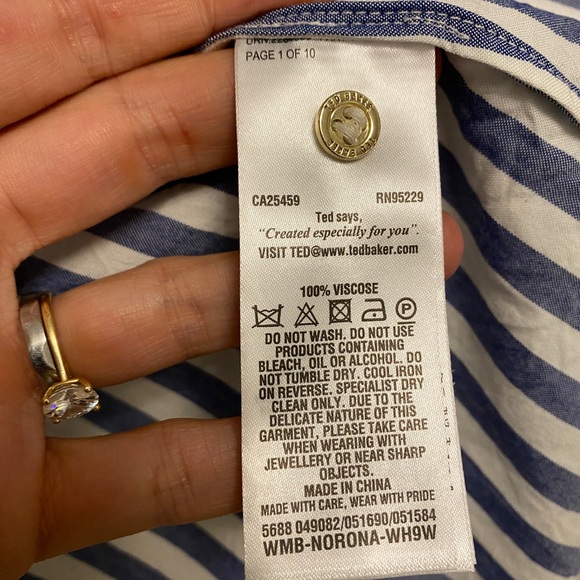 PAGE 1 OF 10
TED BAKER
TED BAKER
CA25459 RN95229
Ted says,
"Created especially for you".
VISIT TED@www.tedbaker.com
100% VISCOSE
P
DO NOT WASH. DO NOT USE
PRODUCTS CONTAINING
BLEACH, OIL OR ALCOHOL. DO
NOT TUMBLE DRY. COOL IRON
ON REVERSE. SPECIALIST DRY
CLEAN ONLY. DUE TO THE
DELICATE NATURE OF THIS
GARMENT, PLEASE TAKE CARE
WHEN WEARING WITH
JEWELLERY OR NEAR SHARP
OBJECTS.
MADE IN CHINA
MADE WITH CARE, WEAR WITH PRIDE
5688 049082/051690/051584
WMB-NORONA-WH9W